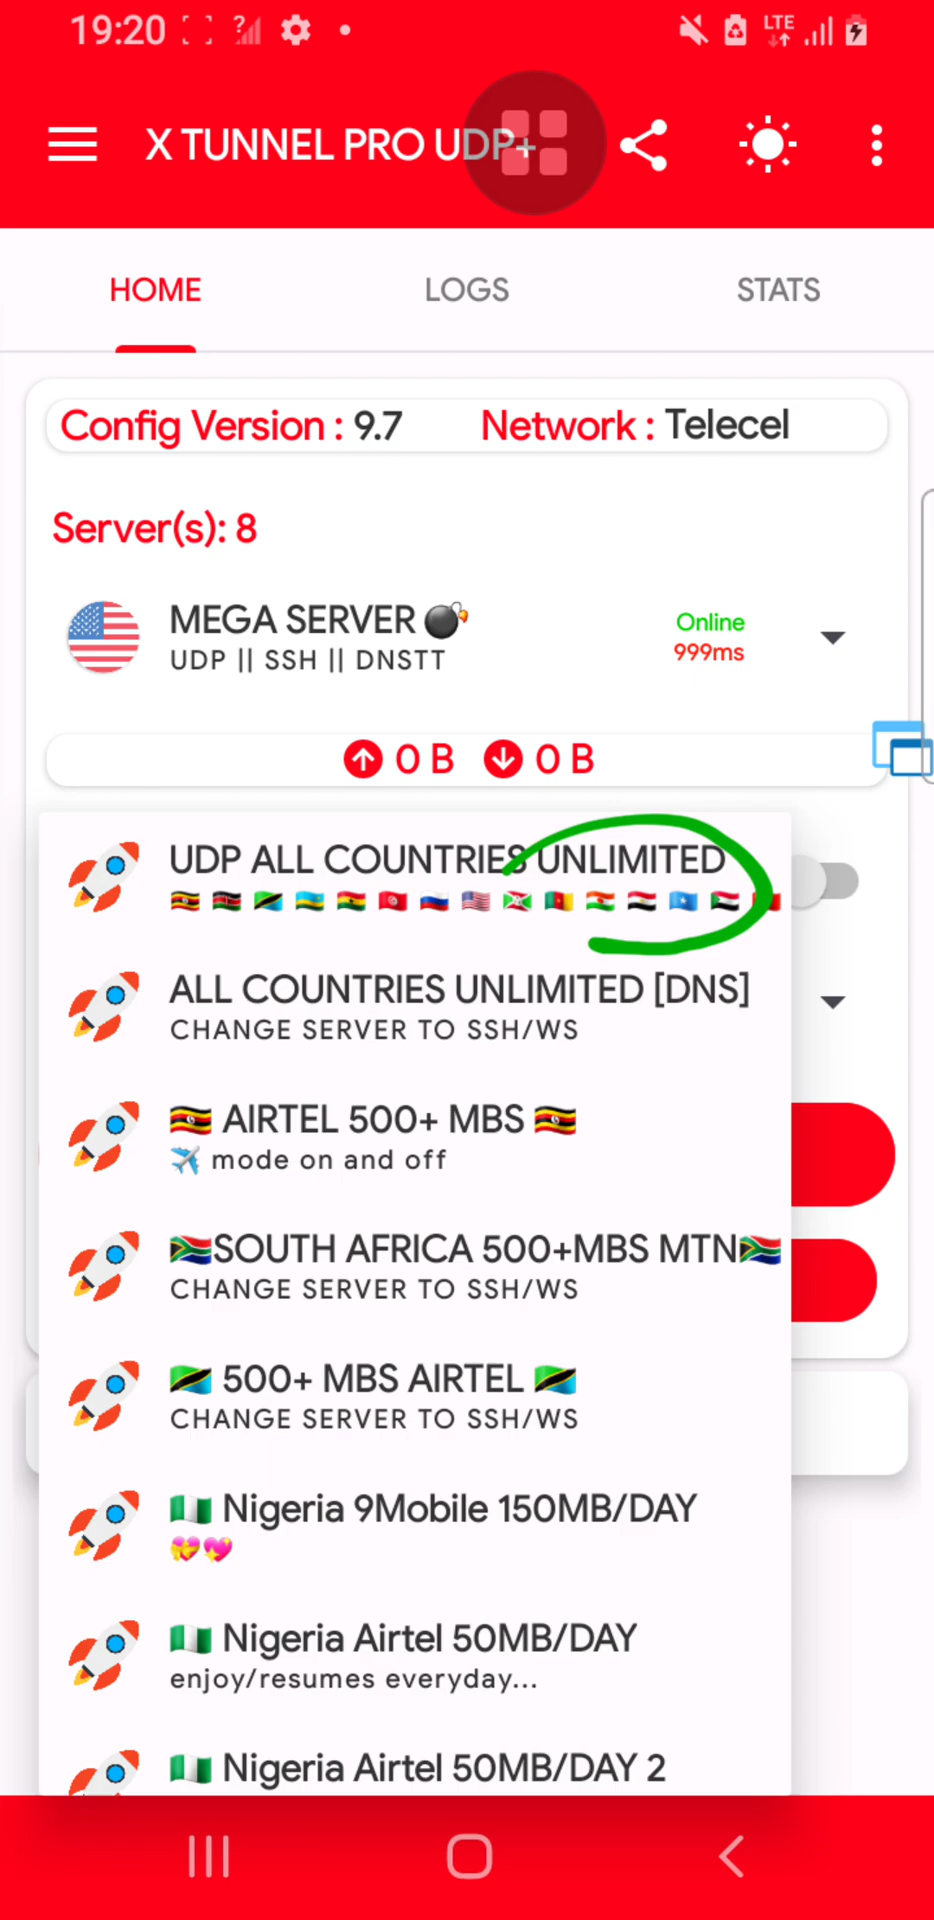 19:20
LTE
X TUNNEL PRO UDP+
HOME LOGS STATS
Config Version : 9.7 Network : Telecel
Server(s): 8
MEGA SERVER 💣
UDP || SSH || DNSTT
Online
999ms
0 B 0 B
UDP ALL COUNTRIES UNLIMITED
ALL COUNTRIES UNLIMITED [DNS]
CHANGE SERVER TO SSH/WS
🇺🇬 AIRTEL 500+ MBS 🇺🇬
✈️ mode on and off
🇿🇦SOUTH AFRICA 500+MBS MTN🇿🇦
CHANGE SERVER TO SSH/WS
🇹🇿 500+ MBS AIRTEL 🇹🇿
CHANGE SERVER TO SSH/WS
🇳🇬 Nigeria 9Mobile 150MB/DAY
💝💖
🇳🇬 Nigeria Airtel 50MB/DAY
enjoy/resumes everyday...
🇳🇬 Nigeria Airtel 50MB/DAY 2